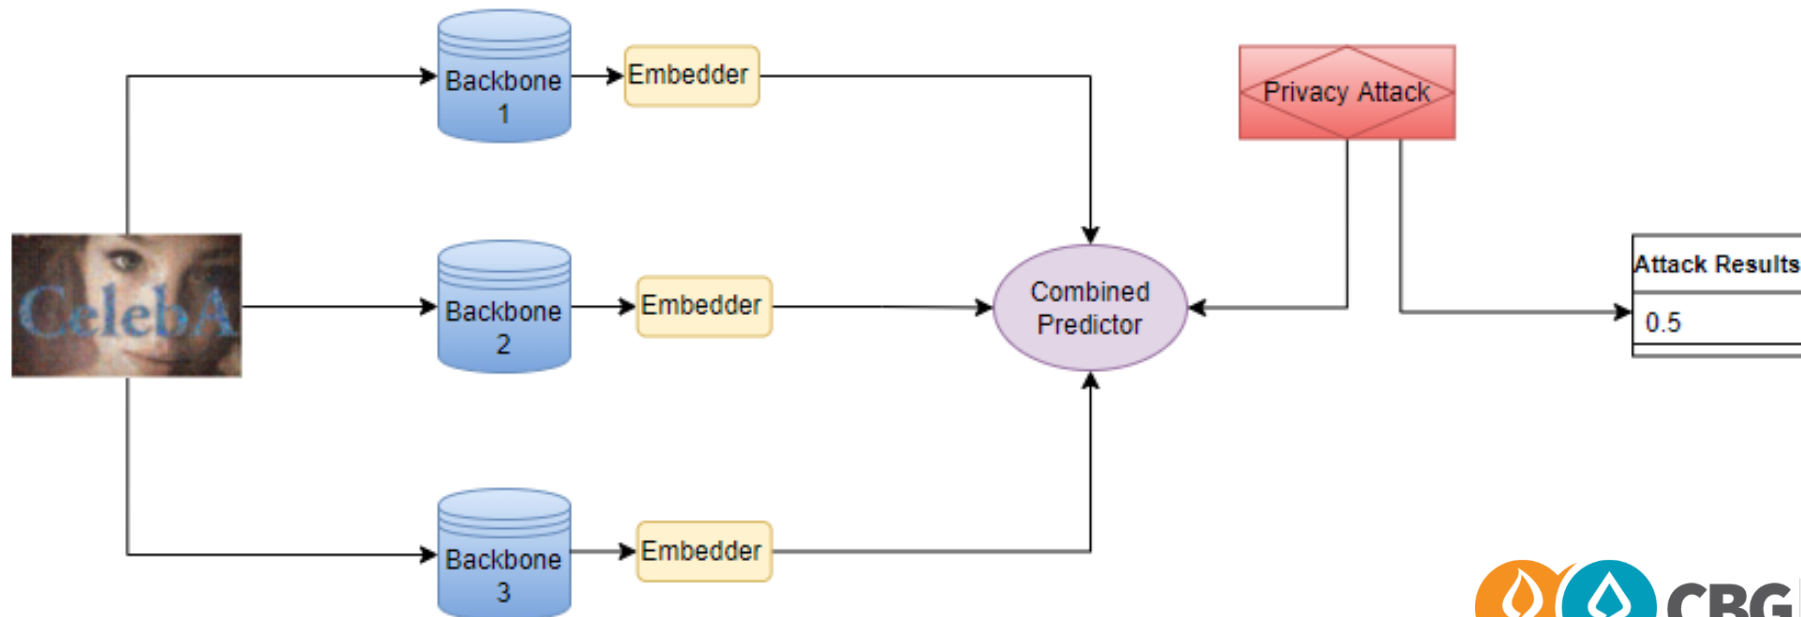 Backbone
1
Embedder
Privacy Attack
CelebA
Backbone
2
Embedder
Combined
Predictor
Attack Results
0.5
Backbone
3
Embedder
CBG